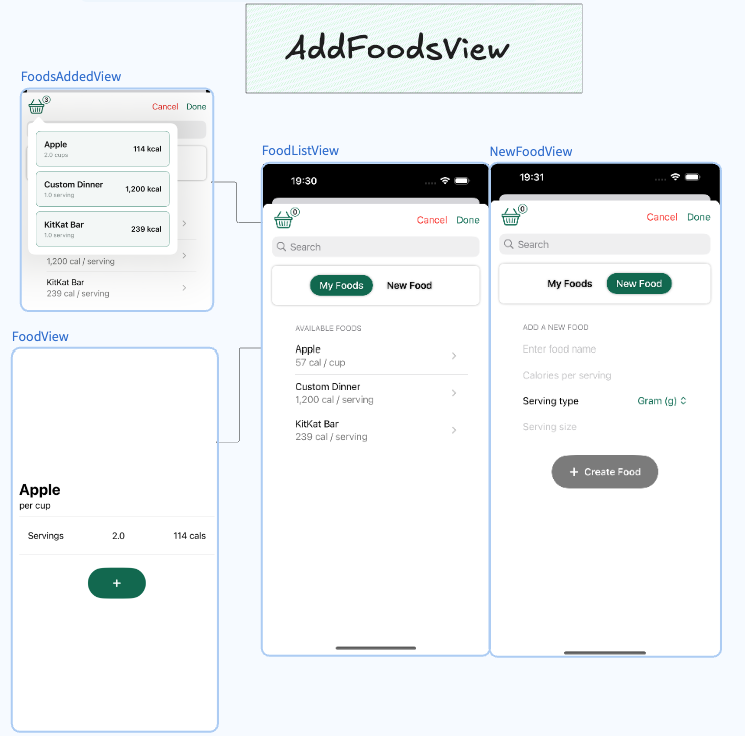 AddFoodsView
FoodsAddedView
3
Cancel Done
Apple
2.0 cups
114 kcal
Custom Dinner
1.0 serving
1,200 kcal
KitKat Bar
1.0 serving
239 kcal
1,200 cal / serving
KitKat Bar
239 cal / serving
FoodView
Apple
per cup
Servings 2.0 114 cals
+
FoodListView
19:30
0
Cancel Done
Search
My Foods New Food
AVAILABLE FOODS
Apple
57 cal / cup
Custom Dinner
1,200 cal / serving
KitKat Bar
239 cal / serving
NewFoodView
19:31
0
Cancel Done
Search
My Foods New Food
ADD A NEW FOOD
Enter food name
Calories per serving
Serving type Gram (g)
Serving size
+ Create Food